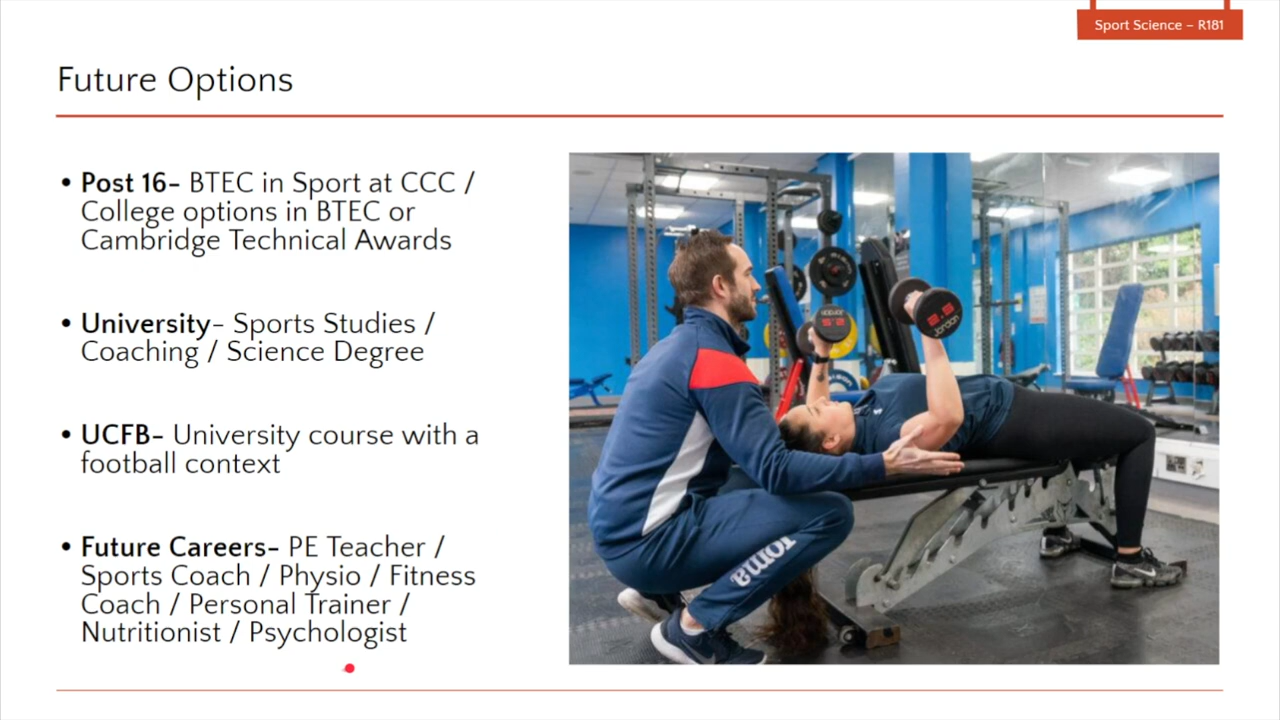 Sport Science – R181
Future Options
• Post 16– BTEC in Sport at CCC /
College options in BTEC or
Cambridge Technical Awards
• University– Sports Studies /
Coaching / Science Degree
• UCFB– University course with a
football context
• Future Careers– PE Teacher /
Sports Coach / Physio / Fitness
Coach / Personal Trainer /
Nutritionist / Psychologist
Joma